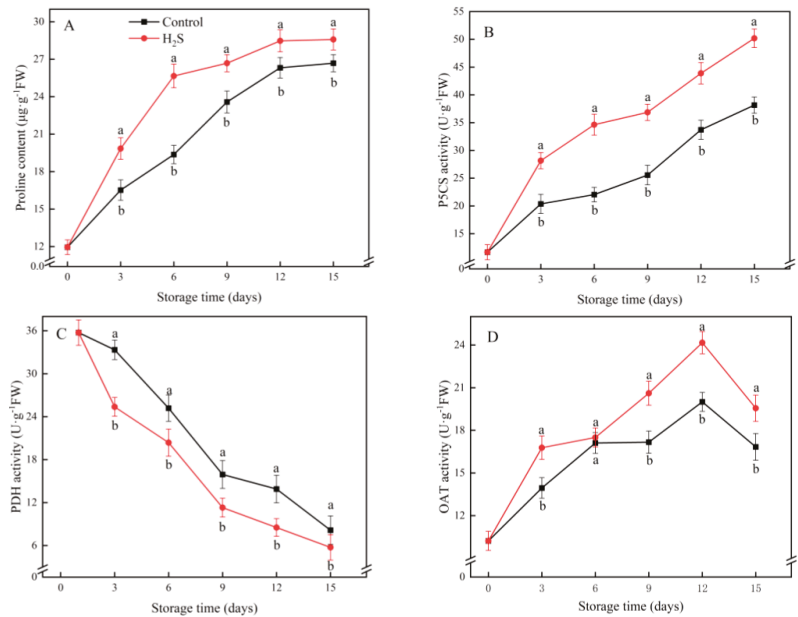 A
Control
H₂S
30
27
24
21
18
15
12
0.0
Proline content (μg·g⁻¹FW)
a
a
a
a
a
b
b
b
b
b
0 3 6 9 12 15
Storage time (days)
B
55
50
45
40
35
30
25
20
15
0
P5CS activity (U·g⁻¹FW)
a
a
a
a
a
b
b
b
b
b
0 3 6 9 12 15
Storage time (days)
C
36
30
24
18
12
6
0
PDH activity (U·g⁻¹FW)
a
a
a
a
a
b
b
b
b
b
0 3 6 9 12 15
Storage time (days)
D
24
21
18
15
12
0
OAT activity (U·g⁻¹FW)
a
a
a
a
a
b
a
b
b
b
0 3 6 9 12 15
Storage time (days)